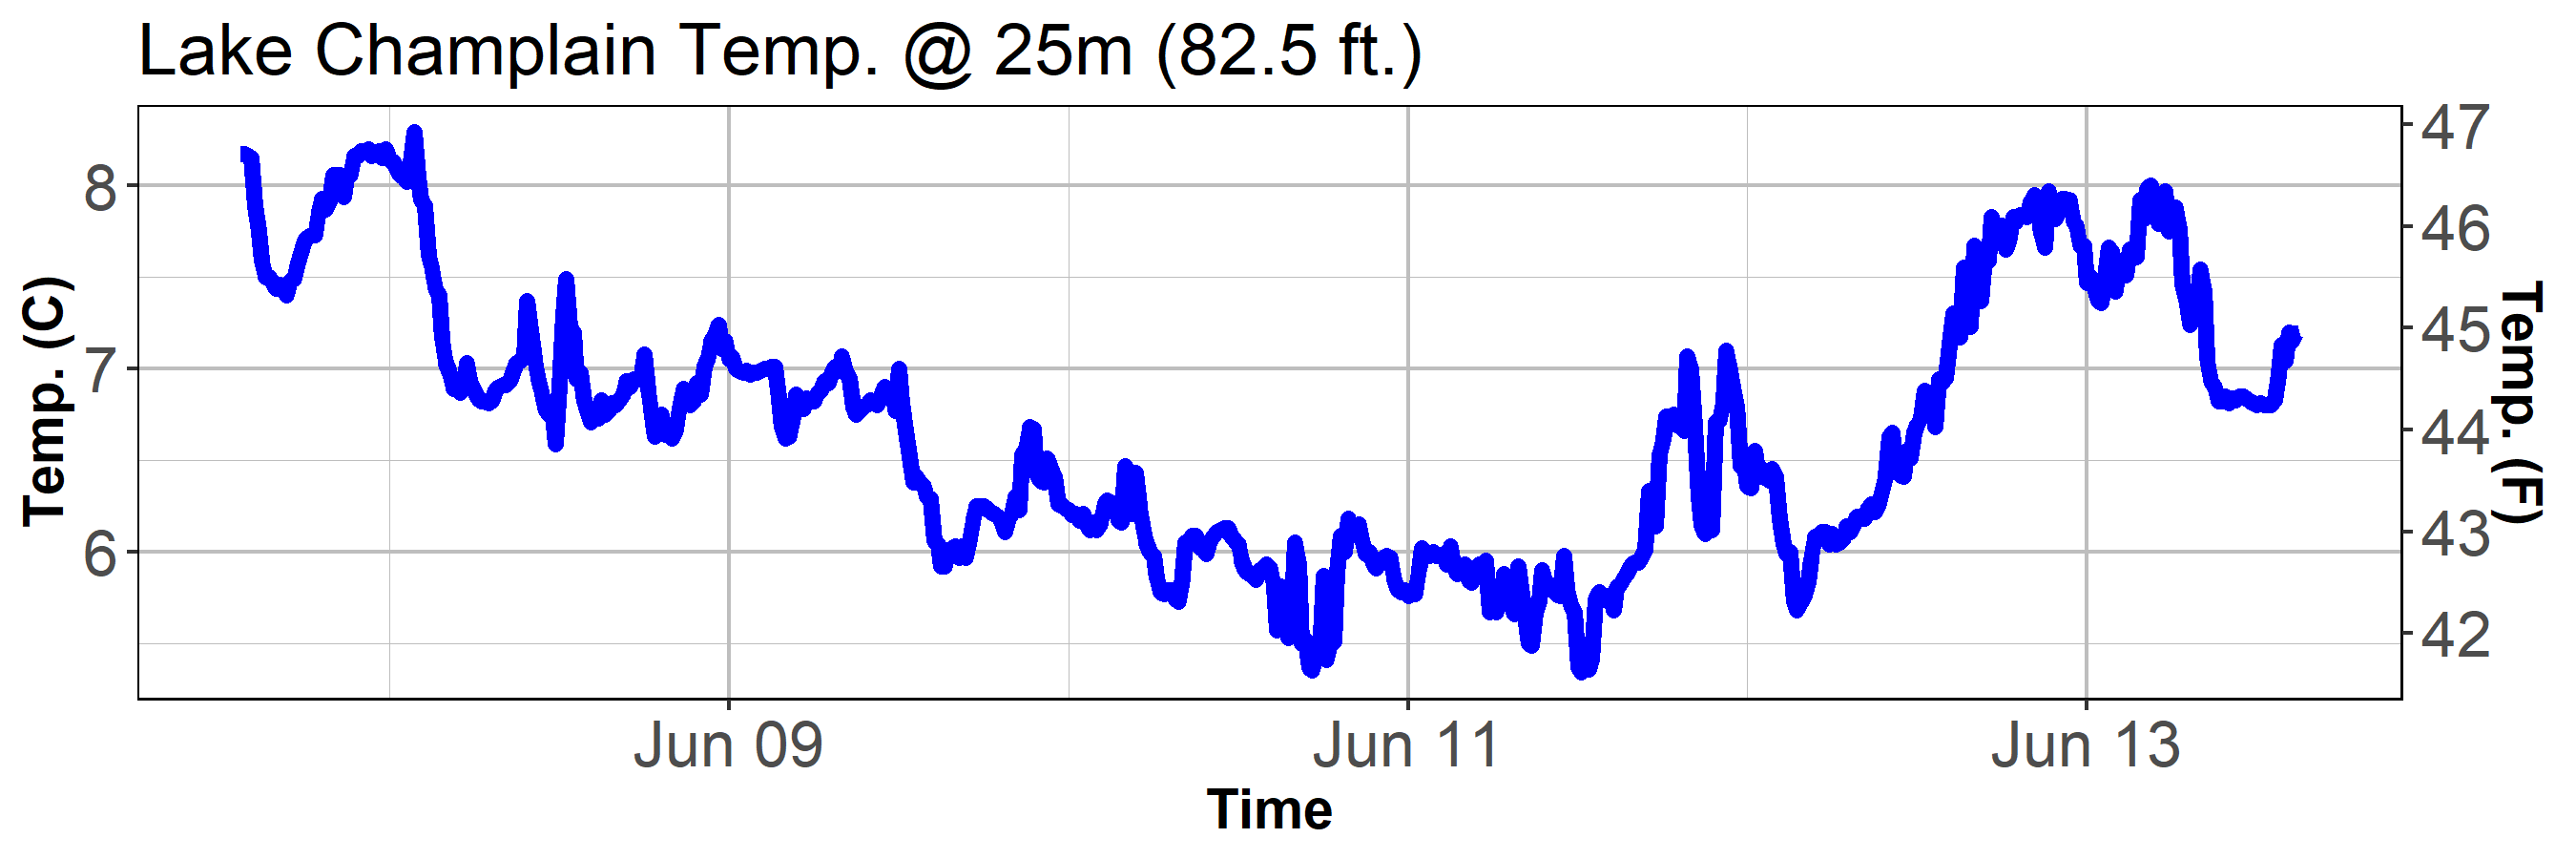 Lake Champlain Temp. @ 25m (82.5 ft.)
Temp. (C)
8
7
6
47
46
45
44
43
42
Temp. (F)
Jun 09 Jun 11 Jun 13
Time